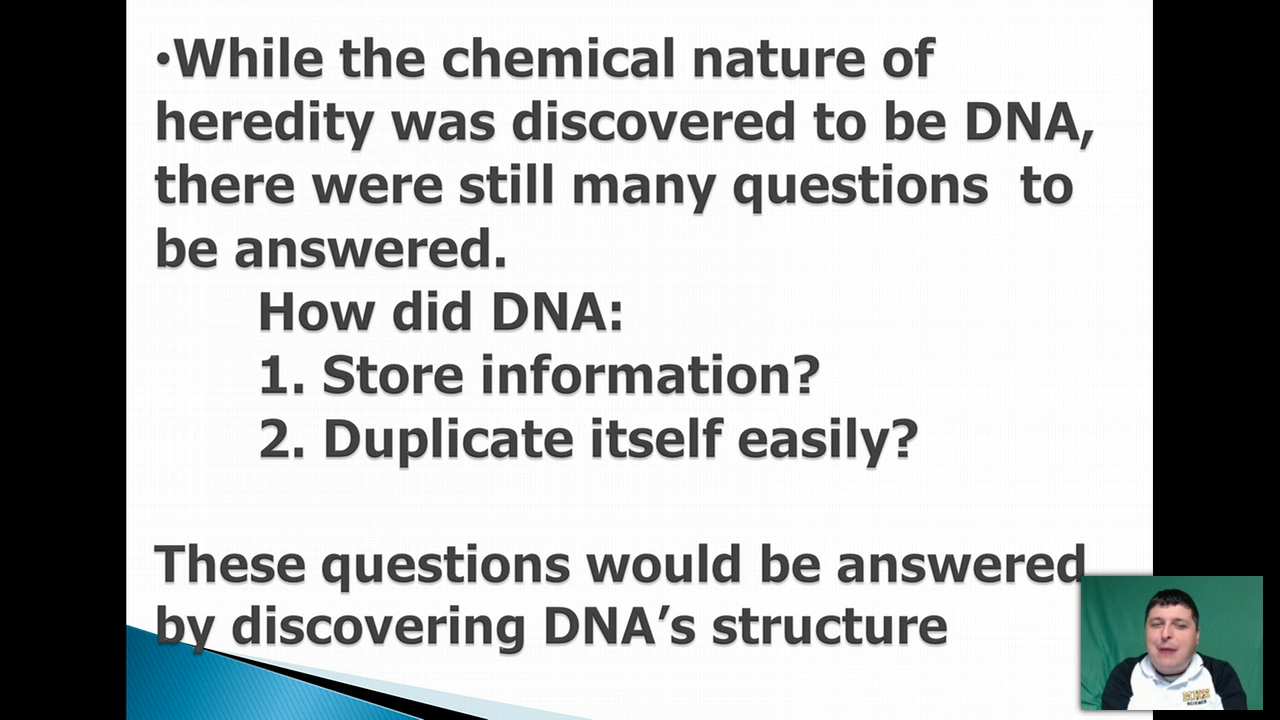 •While the chemical nature of
heredity was discovered to be DNA,
there were still many questions  to
be answered.
How did DNA:
1. Store information?
2. Duplicate itself easily?
These questions would be answered
by discovering DNA’s structure
SCIENCE